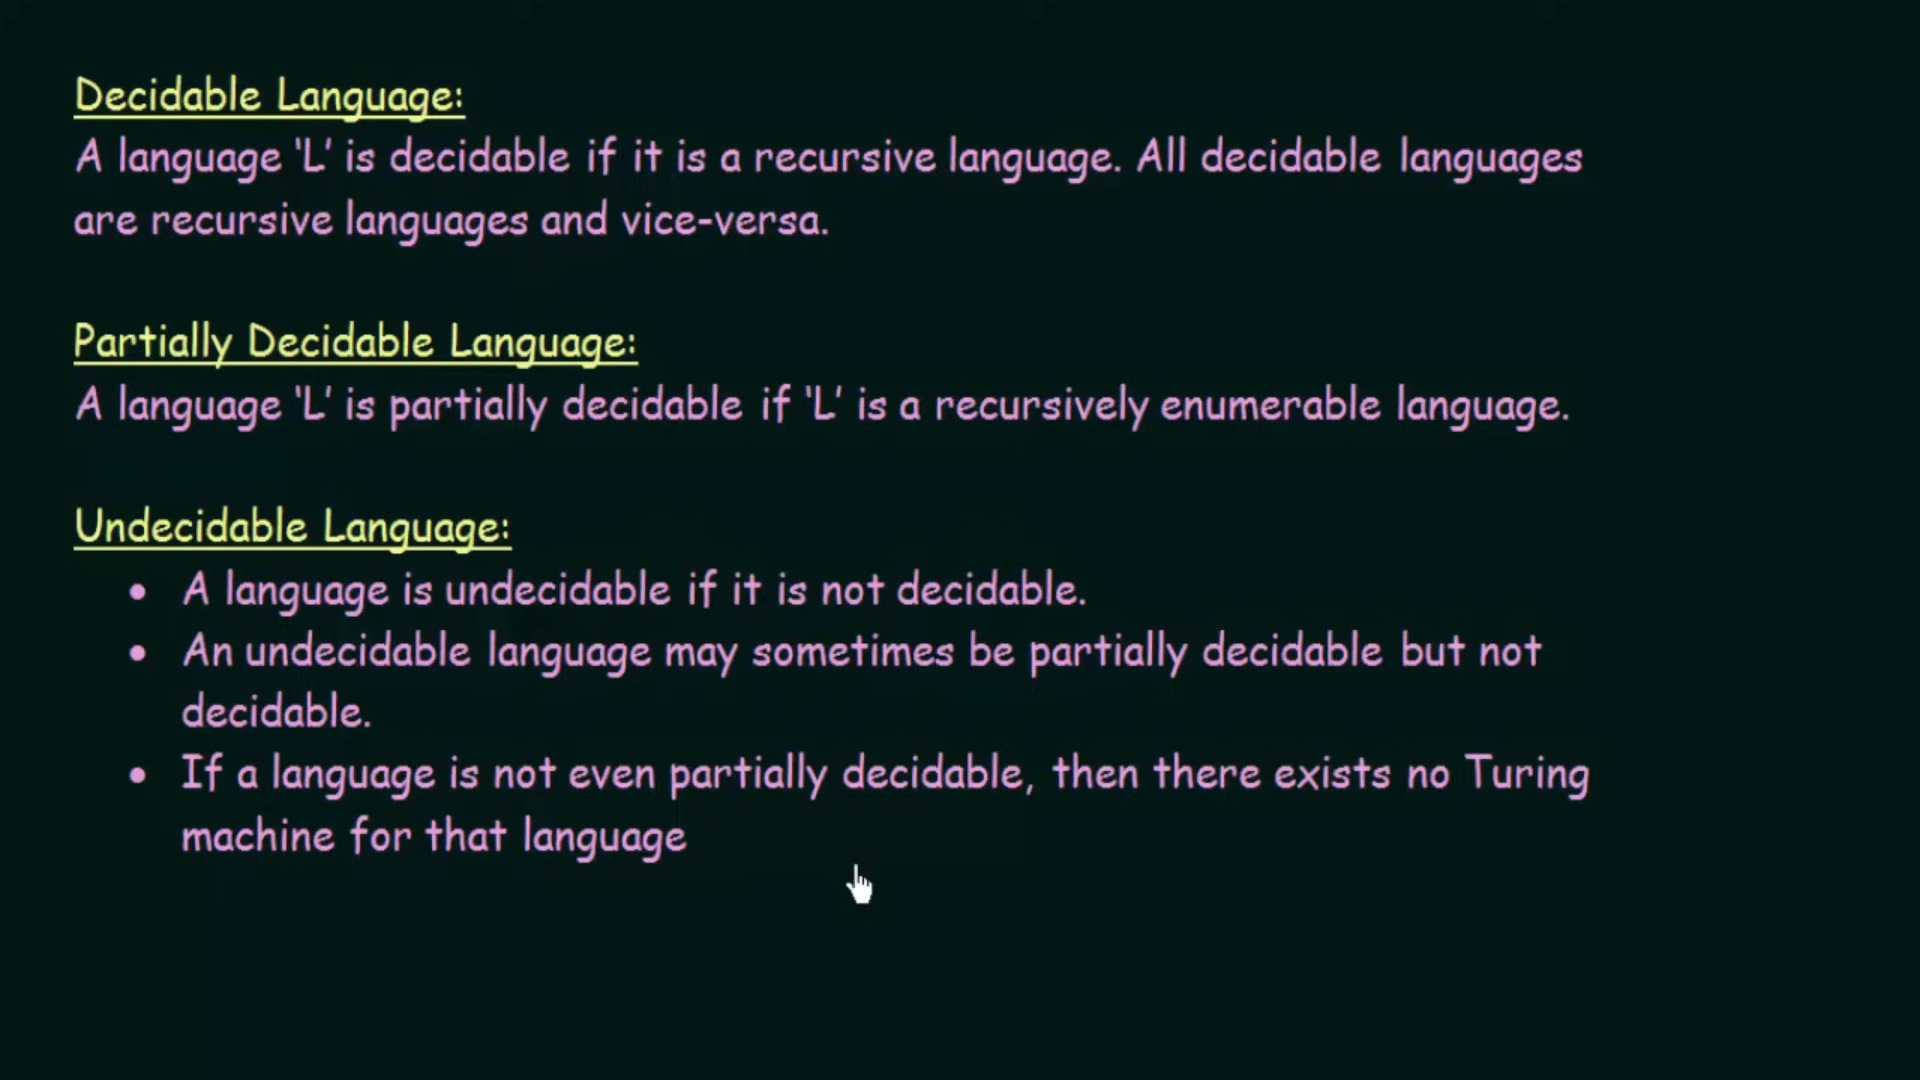 Decidable Language:
A language 'L' is decidable if it is a recursive language. All decidable languages
are recursive languages and vice-versa.
Partially Decidable Language:
A language 'L' is partially decidable if 'L' is a recursively enumerable language.
Undecidable Language:
• A language is undecidable if it is not decidable.
• An undecidable language may sometimes be partially decidable but not
decidable.
• If a language is not even partially decidable, then there exists no Turing
machine for that language